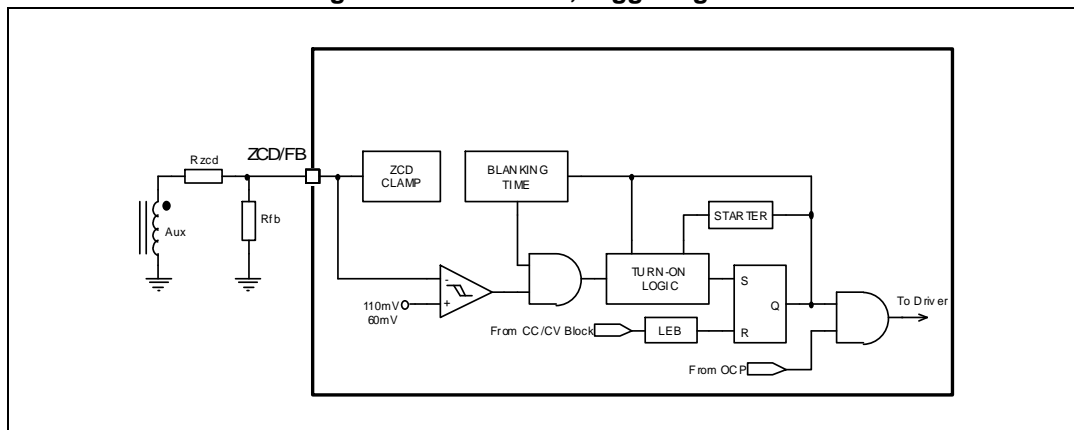 ZCD/FB
Rzcd
Rfb
Aux
ZCD
CLAMP
BLANKING
TIME
STARTER
TURN-ON
LOGIC
S
Q
R
110mV
60mV
-
+
From CC/CV Block
LEB
From OCP
To Driver